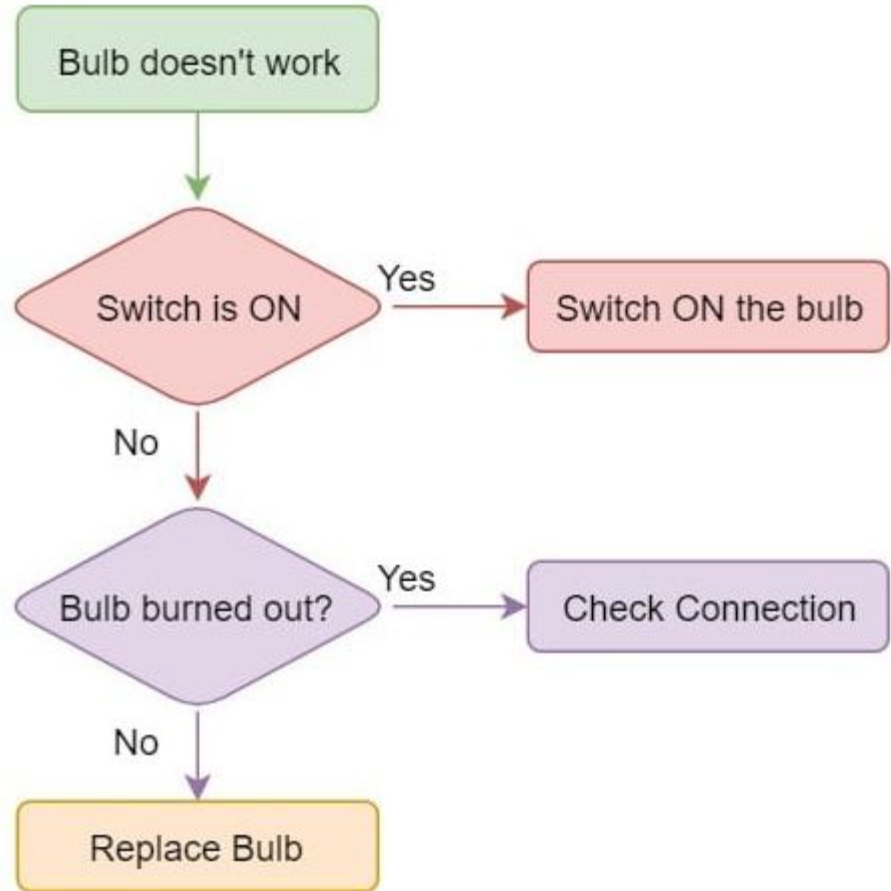 Bulb doesn't work
Switch is ON
Yes
Switch ON the bulb
No
Bulb burned out?
Yes
Check Connection
No
Replace Bulb